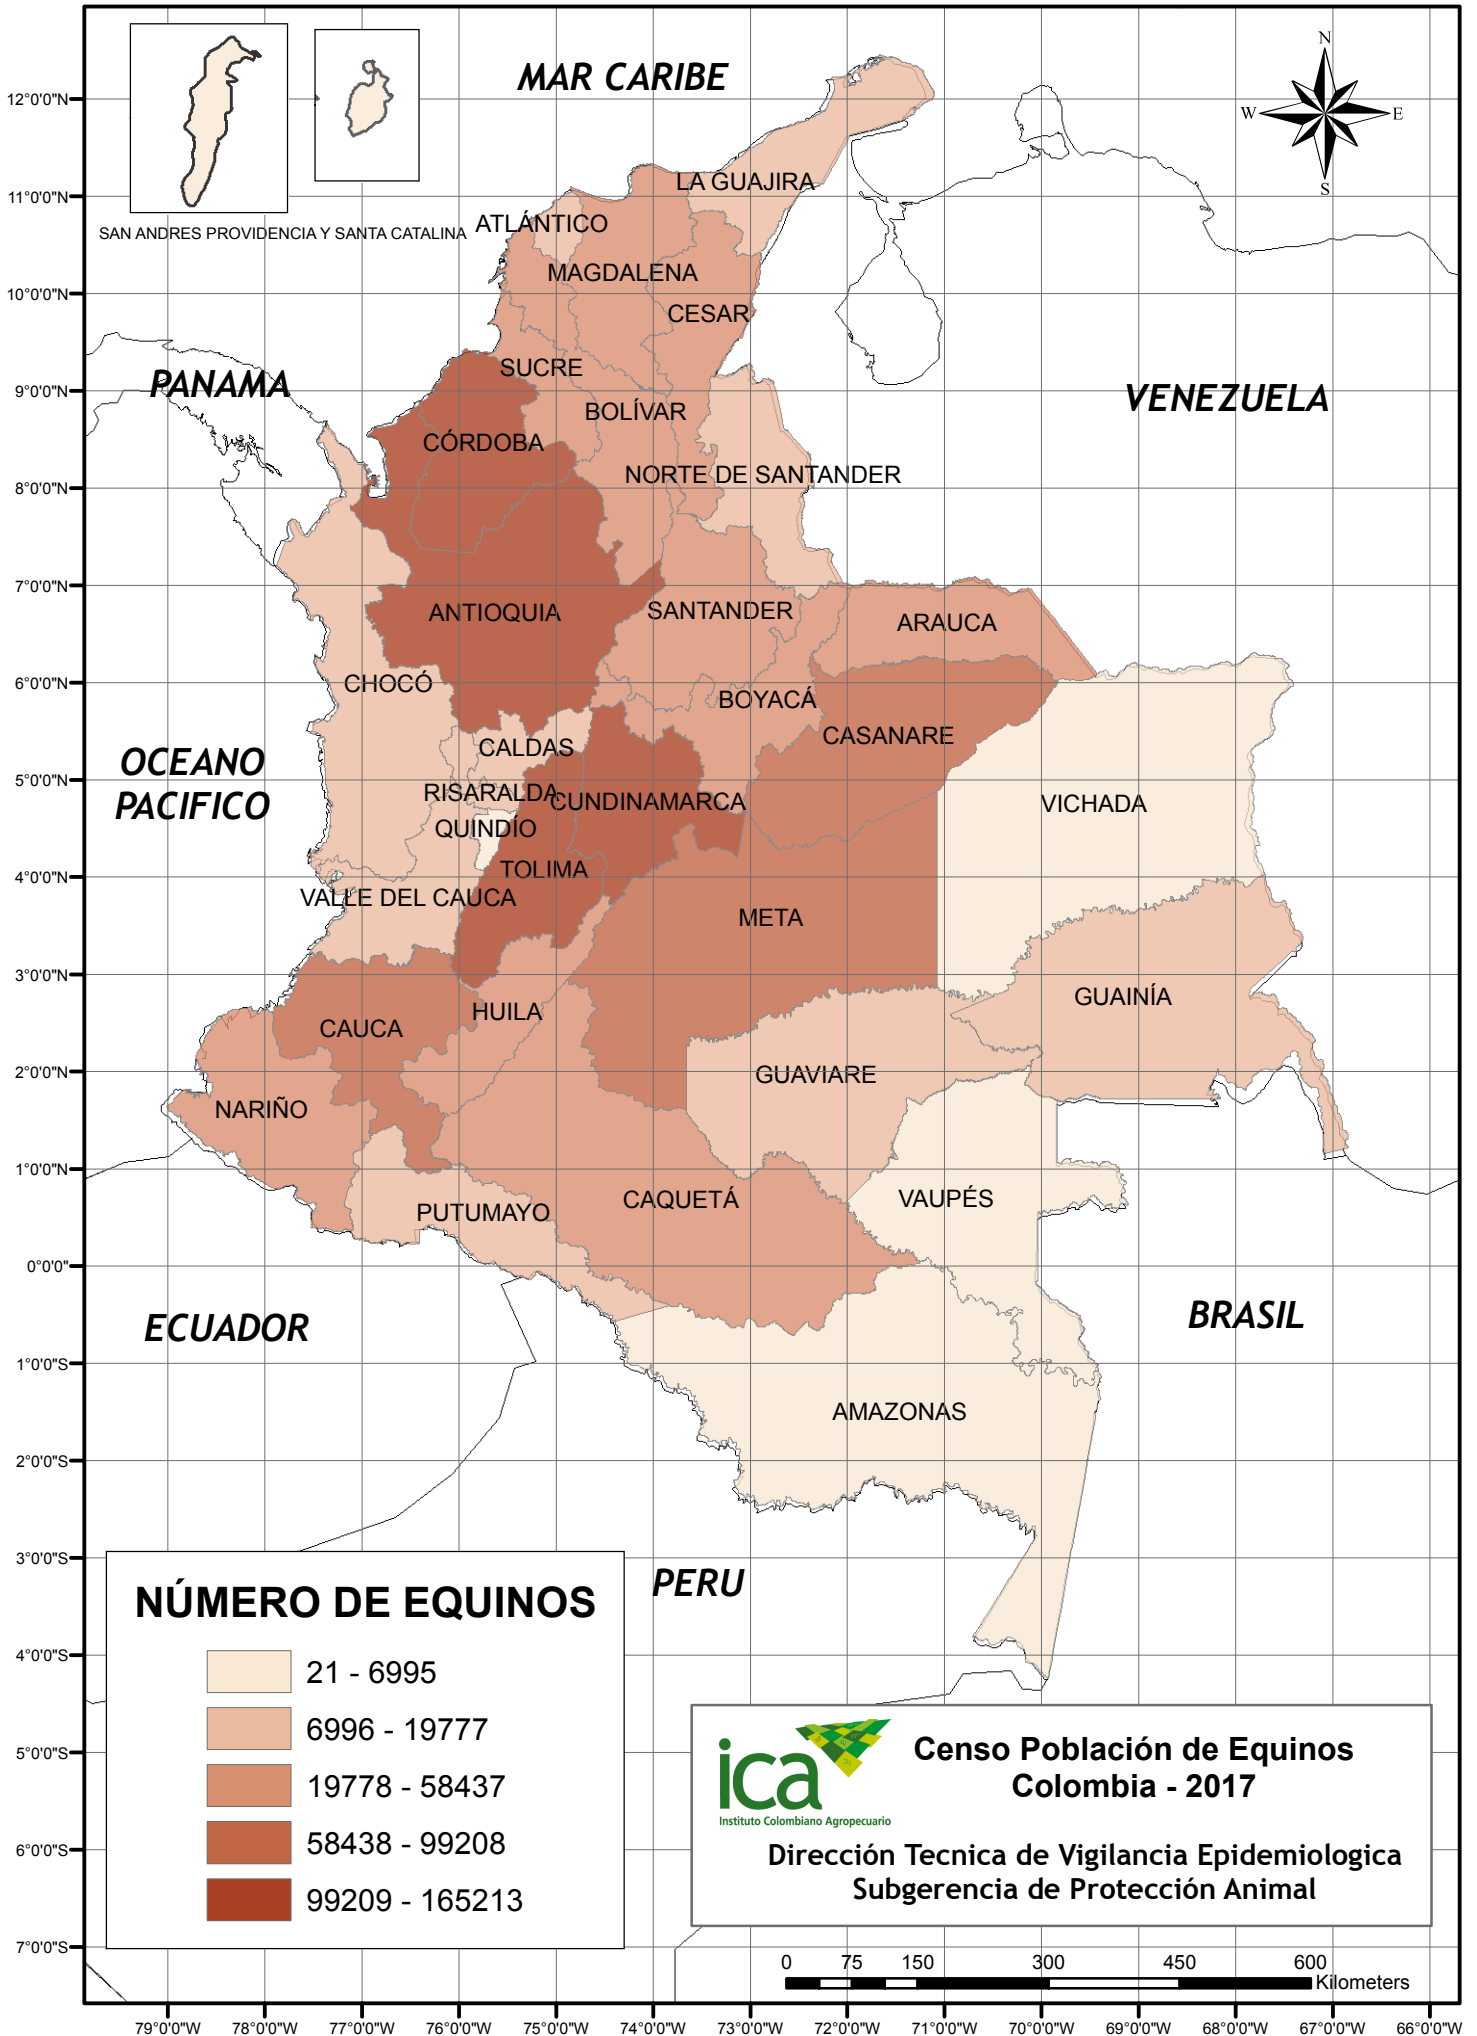 MAR CARIBE
N
W
E
S
12°0'0"N
LA GUAJIRA
11°0'0"N
ATLÁNTICO
SAN ANDRES PROVIDENCIA Y SANTA CATALINA
MAGDALENA
10°0'0"N
CESAR
SUCRE
PANAMA
9°0'0"N
VENEZUELA
BOLÍVAR
CÓRDOBA
NORTE DE SANTANDER
8°0'0"N
7°0'0"N
ANTIOQUIA
SANTANDER
ARAUCA
6°0'0"N
CHOCÓ
BOYACÁ
CASANARE
CALDAS
OCEANO
PACIFICO
5°0'0"N
RISARALDA
CUNDINAMARCA
VICHADA
QUINDÍO
TOLIMA
4°0'0"N
VALLE DEL CAUCA
META
3°0'0"N
GUAINÍA
HUILA
CAUCA
2°0'0"N
GUAVIARE
NARIÑO
1°0'0"N
CAQUETÁ
VAUPÉS
PUTUMAYO
0°0'0"
ECUADOR
BRASIL
1°0'0"S
AMAZONAS
2°0'0"S
3°0'0"S
PERU
4°0'0"S
5°0'0"S
6°0'0"S
7°0'0"S
NÚMERO DE EQUINOS
21 - 6995
6996 - 19777
19778 - 58437
58438 - 99208
99209 - 165213
ica
Instituto Colombiano Agropecuario
Censo Población de Equinos
Colombia - 2017
Dirección Tecnica de Vigilancia Epidemiologica
Subgerencia de Protección Animal
0 75 150 300 450 600
Kilometers
79°0'0"W 78°0'0"W 77°0'0"W 76°0'0"W 75°0'0"W 74°0'0"W 73°0'0"W 72°0'0"W 71°0'0"W 70°0'0"W 69°0'0"W 68°0'0"W 67°0'0"W 66°0'0"W